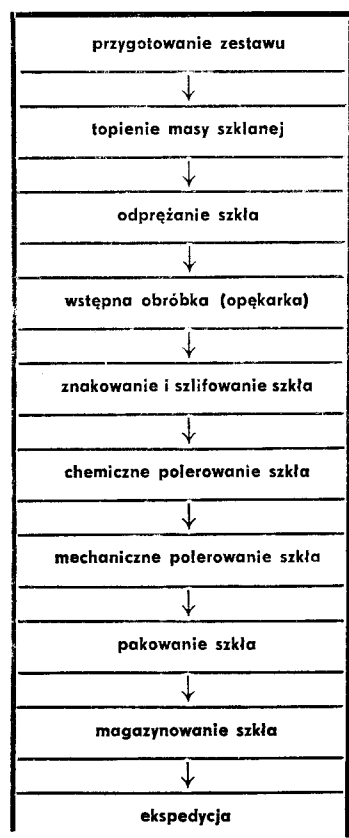 przygotowanie zestawu
topienie masy szklanej
odprężanie szkła
wstępna obróbka (opękarka)
znakowanie i szlifowanie szkła
chemiczne polerowanie szkła
mechaniczne polerowanie szkła
pakowanie szkła
magazynowanie szkła
ekspedycja